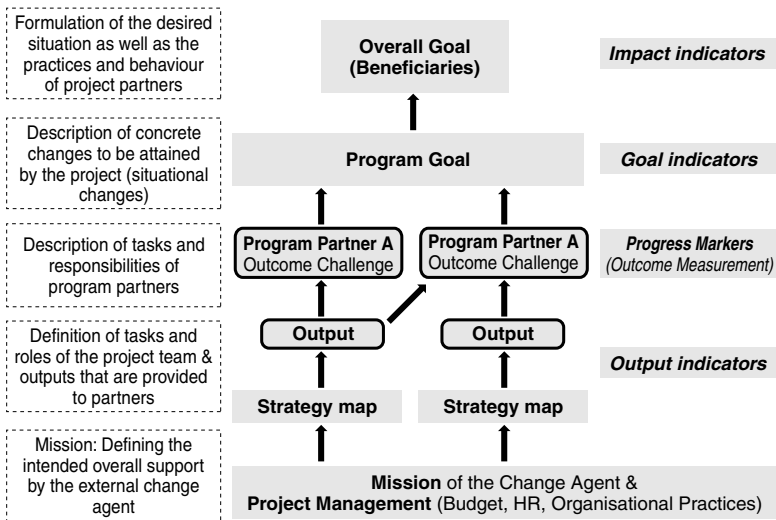 Formulation of the desired
situation as well as the
practices and behaviour
of project partners
Overall Goal
(Beneficiaries)
Impact indicators
Description of concrete
changes to be attained
by the project (situational
changes)
Program Goal
Goal indicators
Description of tasks and
responsibilities of
program partners
Program Partner A
Outcome Challenge
Program Partner A
Outcome Challenge
Progress Markers
(Outcome Measurement)
Definition of tasks and
roles of the project team &
outputs that are provided
to partners
Output
Output
Output indicators
Strategy map
Strategy map
Mission: Defining the
intended overall support
by the external change
agent
Mission of the Change Agent &
Project Management (Budget, HR, Organisational Practices)